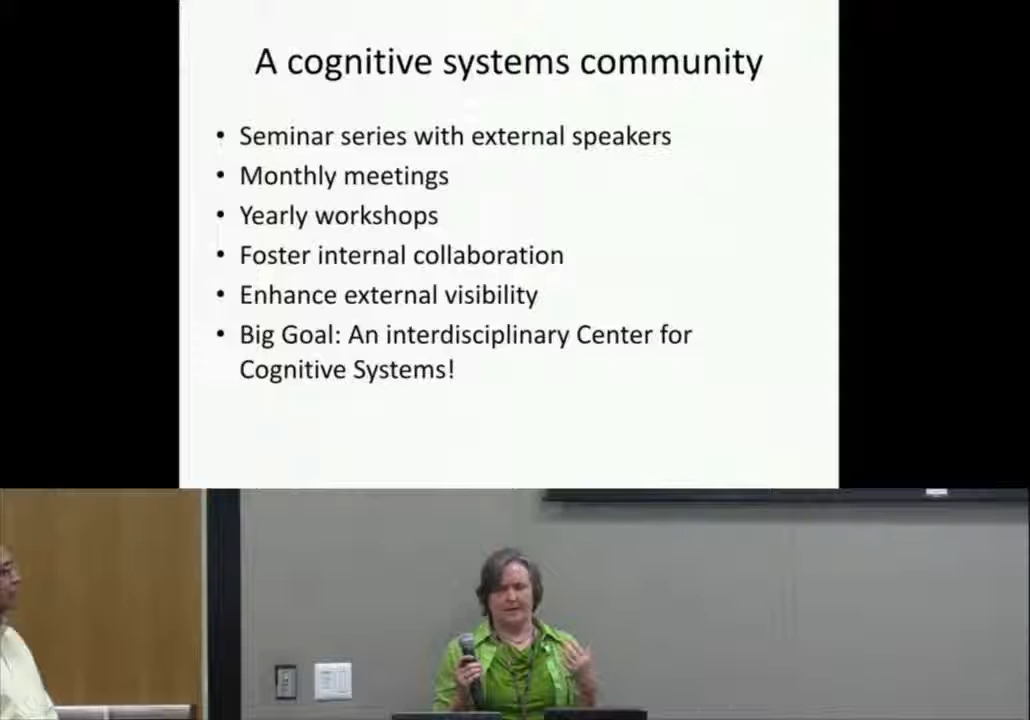 A cognitive systems community
• Seminar series with external speakers
• Monthly meetings
• Yearly workshops
• Foster internal collaboration
• Enhance external visibility
• Big Goal: An interdisciplinary Center for
Cognitive Systems!